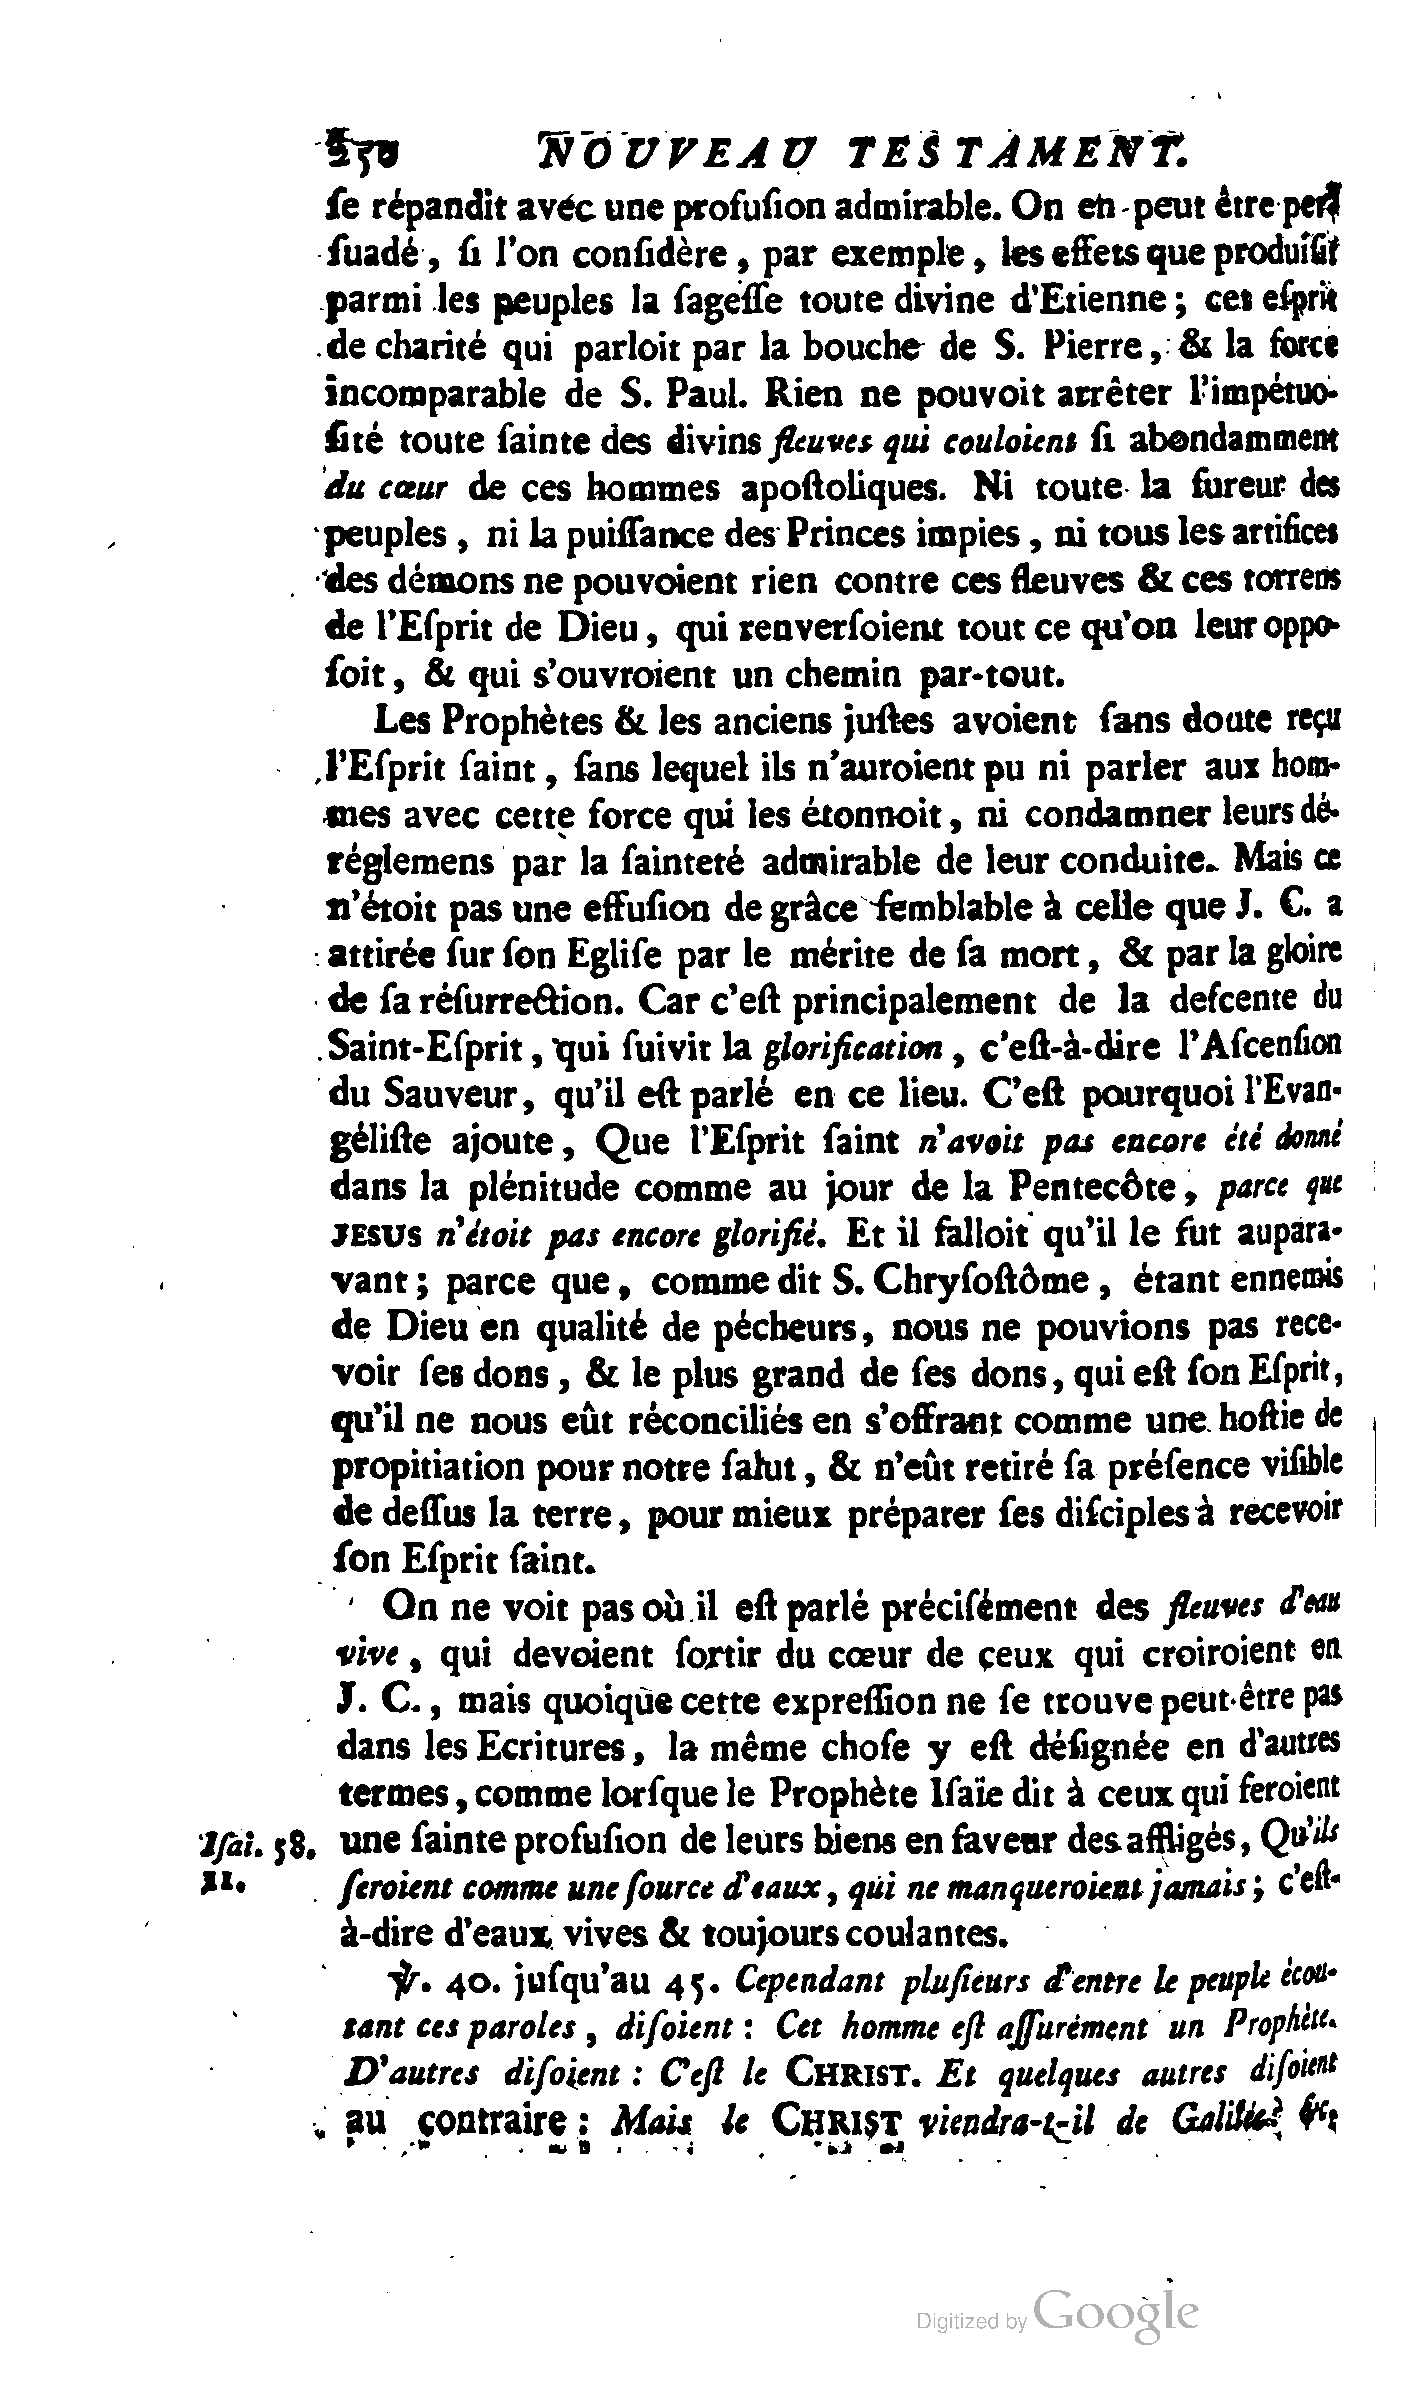 250 NOUVEAU TESTAMENT.
ſe répandit avec une profuſion admirable. On en peut être per-
ſuadé, ſi l'on conſidère, par exemple, les effets que produiſit
parmi les peuples la ſageſſe toute divine d'Etienne; cet eſprit
de charité qui parloit par la bouche de S. Pierre, & la force
incomparable de S. Paul. Rien ne pouvoit arrêter l'impétuo-
ſité toute ſainte des divins fleuves qui couloient ſi abondamment
du cœur de ces hommes apoſtoliques. Ni toute la fureur des
peuples, ni la puiſſance des Princes impies, ni tous les artifices
des démons ne pouvoient rien contre ces fleuves & ces torrens
de l'Eſprit de Dieu, qui renverſoient tout ce qu'on leur oppo-
ſoit, & qui s'ouvroient un chemin par-tout.
Les Prophètes & les anciens juſtes avoient ſans doute reçu
l'Eſprit ſaint, ſans lequel ils n'auroient pu ni parler aux hom-
mes avec cette force qui les étonnoit, ni condamner leurs dé-
réglemens par la ſainteté admirable de leur conduite. Mais ce
n'étoit pas une effuſion de grâce ſemblable à celle que J. C. a
attirée ſur ſon Egliſe par le mérite de ſa mort, & par la gloire
de ſa réſurrection. Car c'eſt principalement de la deſcente du
Saint-Eſprit, qui ſuivit la glorification, c'eſt-à-dire l'Aſcenſion
du Sauveur, qu'il eſt parlé en ce lieu. C'eſt pourquoi l'Evan-
géliſte ajoute, Que l'Eſprit ſaint n'avoit pas encore été donné
dans la plénitude comme au jour de la Pentecôte, parce que
JESUS n'étoit pas encore glorifié. Et il falloit qu'il le fut aupara-
vant; parce que, comme dit S. Chryſoſtôme, étant ennemis
de Dieu en qualité de pécheurs, nous ne pouvions pas rece-
voir ſes dons, & le plus grand de ſes dons, qui eſt ſon Eſprit,
qu'il ne nous eût réconciliés en s'offrant comme une hoſtie de
propitiation pour notre ſalut, & n'eût retiré ſa préſence viſible
de deſſus la terre, pour mieux préparer ſes diſciples à recevoir
ſon Eſprit ſaint.
On ne voit pas où il eſt parlé préciſément des fleuves d'eau
vive, qui devoient ſortir du cœur de ceux qui croiroient en
J. C., mais quoique cette expreſſion ne ſe trouve peut-être pas
dans les Ecritures, la même choſe y eſt déſignée en d'autres
termes, comme lorſque le Prophète Iſaïe dit à ceux qui feroient
Iſai. 58. une ſainte profuſion de leurs biens en faveur des affligés, Qu'ils
11. ſeroient comme une ſource d'eaux, qui ne manqueroient jamais; c'eſt-
à-dire d'eaux vives & toujours coulantes.
℣. 40. juſqu'au 45. Cependant pluſieurs d'entre le peuple écou-
tant ces paroles, diſoient: Cet homme eſt aſſurément un Prophète.
D'autres diſoient: C'eſt le CHRIST. Et quelques autres diſoient
au contraire: Mais le CHRIST viendra-t-il de Galilée? &c.
Digitized by Google